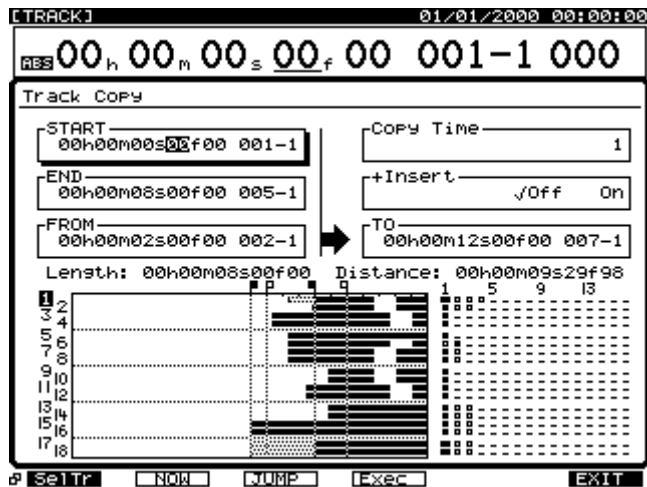 [TRACK] 01/01/2000 00:00:00
ABS 00h 00m 00s 00f 00 001-1 000
Track Copy
START
00h00m00s00f00 001-1
Copy Time
1
END
00h00m08s00f00 005-1
+Insert
√Off On
FROM
00h00m02s00f00 002-1
TO
00h00m12s00f00 007-1
Length: 00h00m08s00f00 Distance: 00h00m09s29f98
1 5 9 13
1
2
3
4
5
6
7
8
9
10
11
12
13
14
15
16
17
18
SelTr NOW JUMP Exec EXIT